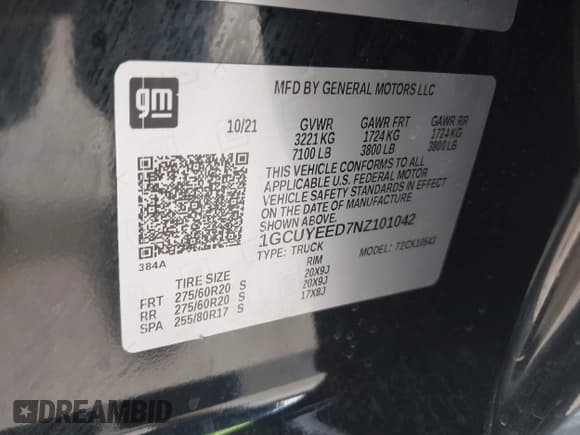 gm
MFD BY GENERAL MOTORS LLC
10/21 GVWR GAWR FRT GAWR RR
3221 KG 1724 KG 1724 KG
7100 LB 3800 LB 3800 LB
THIS VEHICLE CONFORMS TO ALL
APPLICABLE U.S. FEDERAL MOTOR
VEHICLE SAFETY STANDARDS IN EFFECT
ON THE DATE OF MANUFACTURE
SHOWN ABOVE.
1GCUYEED7NZ101042
TYPE: TRUCK MODEL:
384A
TIRE SIZE RIM
FRT 275/60R20 S 20X9J
RR 275/60R20 S 20X9J
SPA 255/80R17 S 17X8J
DREAMBID